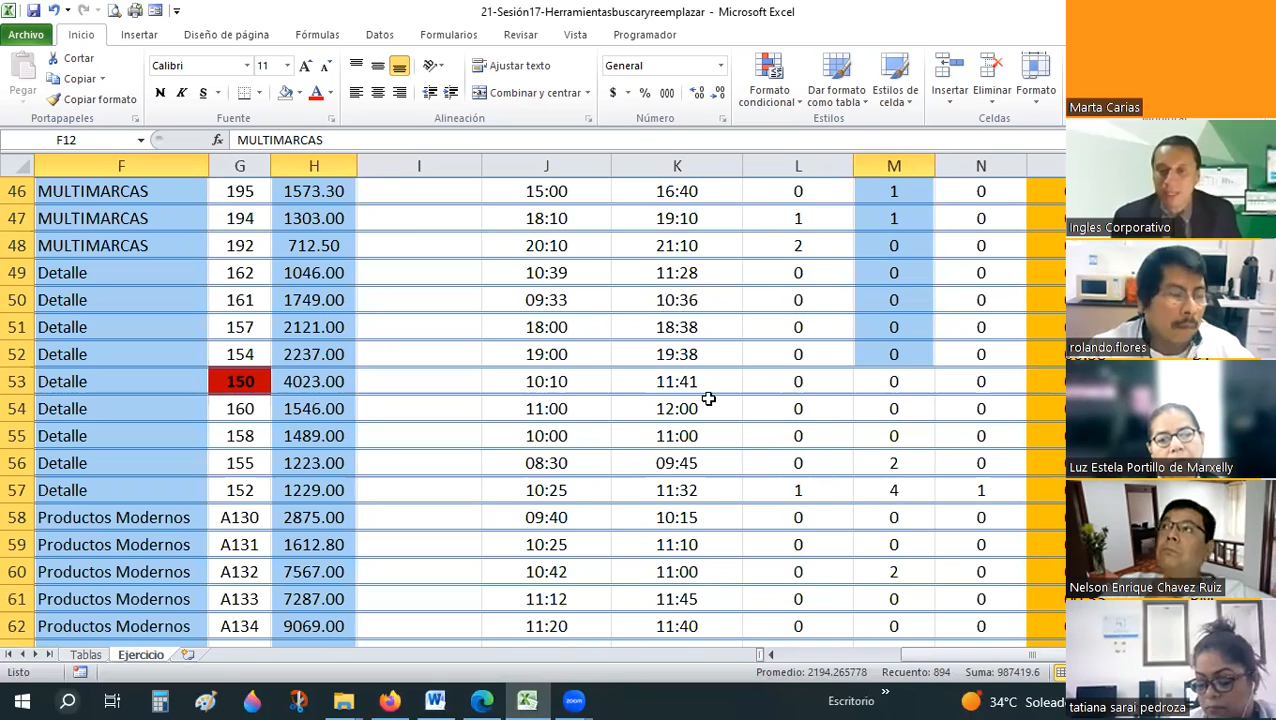 21-Sesión17-Herramientasbuscaryreemplazar - Microsoft Excel
Archivo Inicio Insertar Diseño de página Fórmulas Datos Formularios Revisar Vista Programador
Pegar
Cortar
Copiar
Copiar formato
Portapapeles
Calibri 11
N K S
Fuente
Ajustar texto
Combinar y centrar
Alineación
General
$ % 000
Número
Formato condicional
Dar formato como tabla
Estilos de celda
Estilos
Insertar Eliminar Formato
Celdas
F12 fx MULTIMARCAS
F G H I J K L M N
46 MULTIMARCAS 195 1573.30 15:00 16:40 0 1 0
47 MULTIMARCAS 194 1303.00 18:10 19:10 1 1 0
48 MULTIMARCAS 192 712.50 20:10 21:10 2 0 0
49 Detalle 162 1046.00 10:39 11:28 0 0 0
50 Detalle 161 1749.00 09:33 10:36 0 0 0
51 Detalle 157 2121.00 18:00 18:38 0 0 0
52 Detalle 154 2237.00 19:00 19:38 0 0 0
53 Detalle 150 4023.00 10:10 11:41 0 0 0
54 Detalle 160 1546.00 11:00 12:00 0 0 0
55 Detalle 158 1489.00 10:00 11:00 0 0 0
56 Detalle 155 1223.00 08:30 09:45 0 2 0
57 Detalle 152 1229.00 10:25 11:32 1 4 1
58 Productos Modernos A130 2875.00 09:40 10:15 0 0 0
59 Productos Modernos A131 1612.80 10:25 11:10 0 0 0
60 Productos Modernos A132 7567.00 10:42 11:00 0 2 0
61 Productos Modernos A133 7287.00 11:12 11:45 0 0 0
62 Productos Modernos A134 9069.00 11:20 11:40 0 0 0
Tablas Ejercicio
Listo Promedio: 2194.265778 Recuento: 894 Suma: 987419.6
Escritorio » 34°C Solead
zoom
Marta Carias
Ingles Corporativo
rolando.flores
Luz Estela Portillo de Marxelly
Nelson Enrique Chavez Ruiz
tatiana sarai pedroza